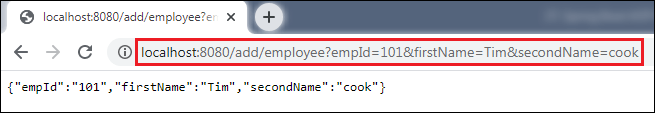 localhost:8080/add/employee?em
localhost:8080/add/employee?empId=101&firstName=Tim&secondName=cook
{"empId":"101","firstName":"Tim","secondName":"cook"}